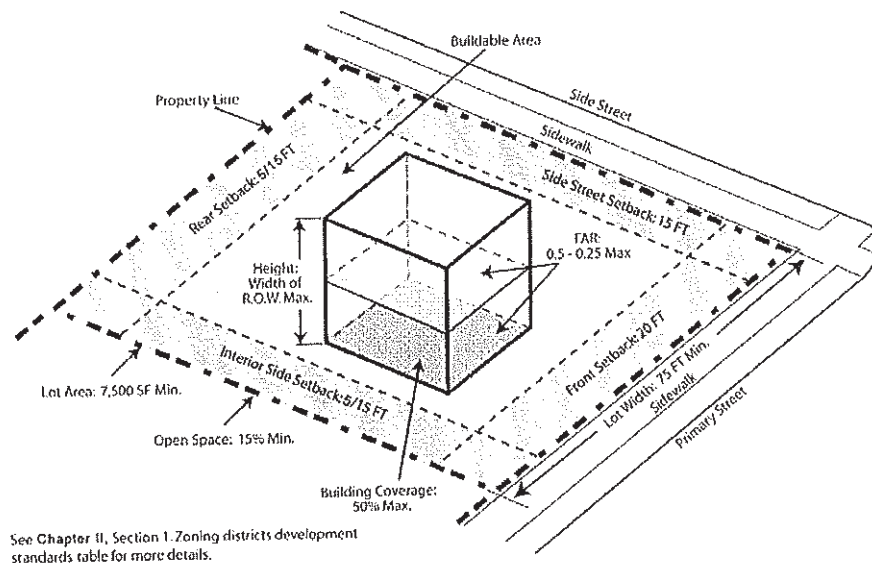 Buildable Area
Property Line
Side Street
Sidewalk
Rear Setback: 5/15 FT
Side Street Setback: 15 FT
FAR:
0.5 - 0.25 Max
Height:
Width of
R.O.W. Max.
Interior Side Setback: 5/15 FT
Front Setback: 20 FT
Lot Width: 75 FT Min.
Sidewalk
Primary Street
Lot Area: 7,500 SF Min.
Open Space: 15% Min.
Building Coverage:
50% Max.
See Chapter II, Section 1. Zoning districts development
standards table for more details.